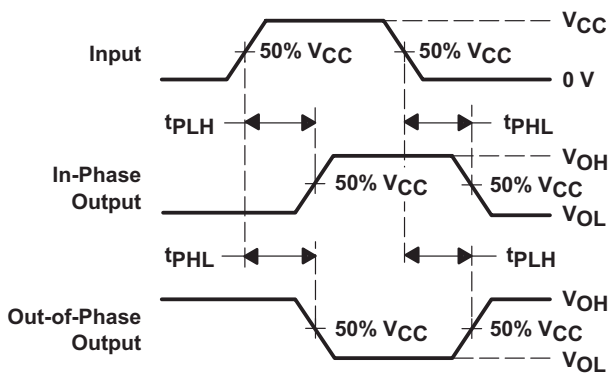 VCC
Input
50% VCC
50% VCC
0 V
tPLH
tPHL
VOH
In-Phase
Output
50% VCC
50% VCC
VOL
tPHL
tPLH
VOH
Out-of-Phase
Output
50% VCC
50% VCC
VOL